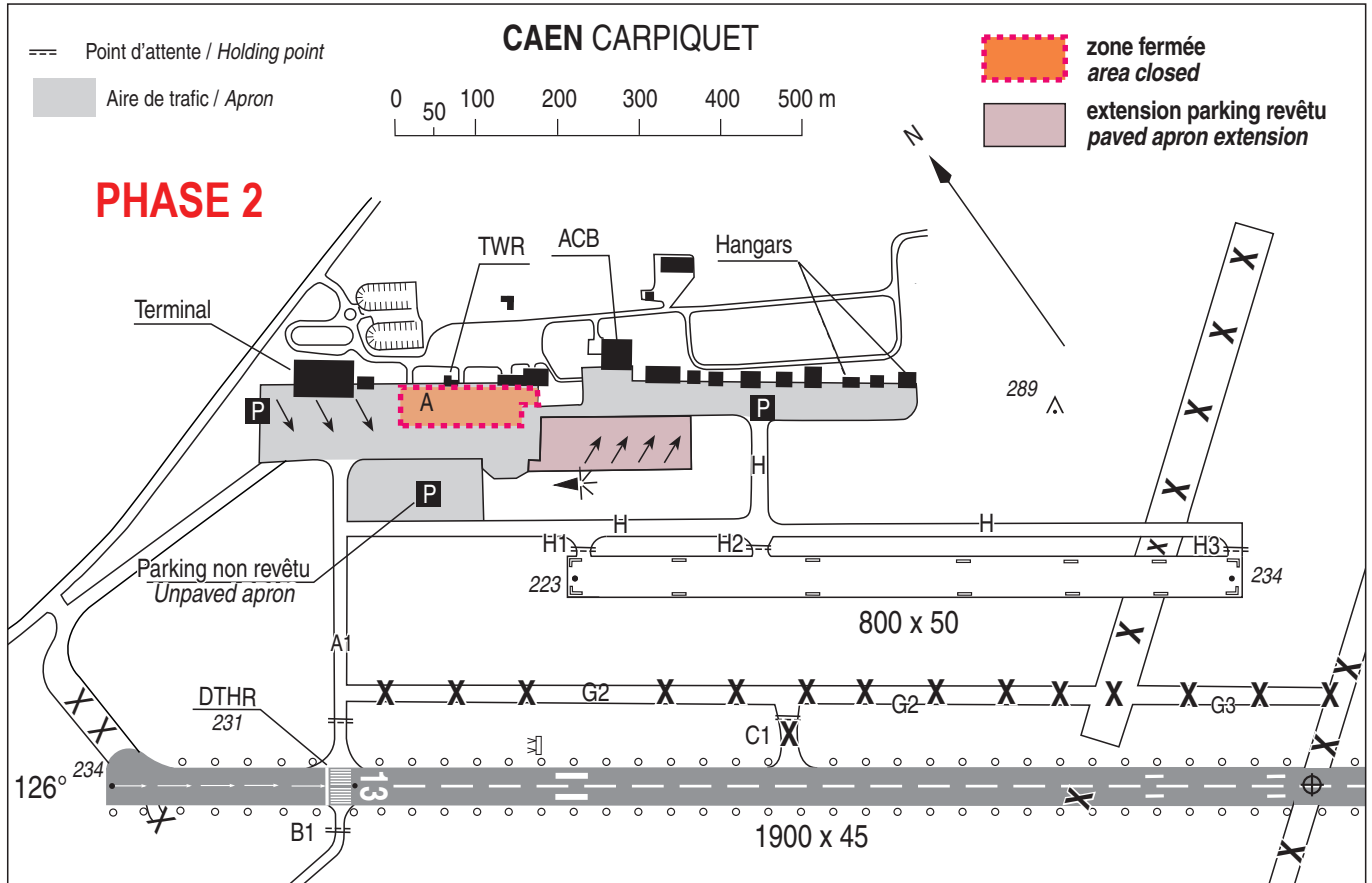 CAEN CARPIQUET
Point d'attente / Holding point
Aire de trafic / Apron
0 50 100 200 300 400 500 m
zone fermée
area closed
extension parking revêtu
paved apron extension
N
PHASE 2
TWR
ACB
Hangars
Terminal
289
P
A
P
H
P
H
H
H1
H2
H3
Parking non revêtu
Unpaved apron
223
234
800 x 50
A1
DTHR
231
G2
G2
G3
C1
126°
234
13
B1
1900 x 45